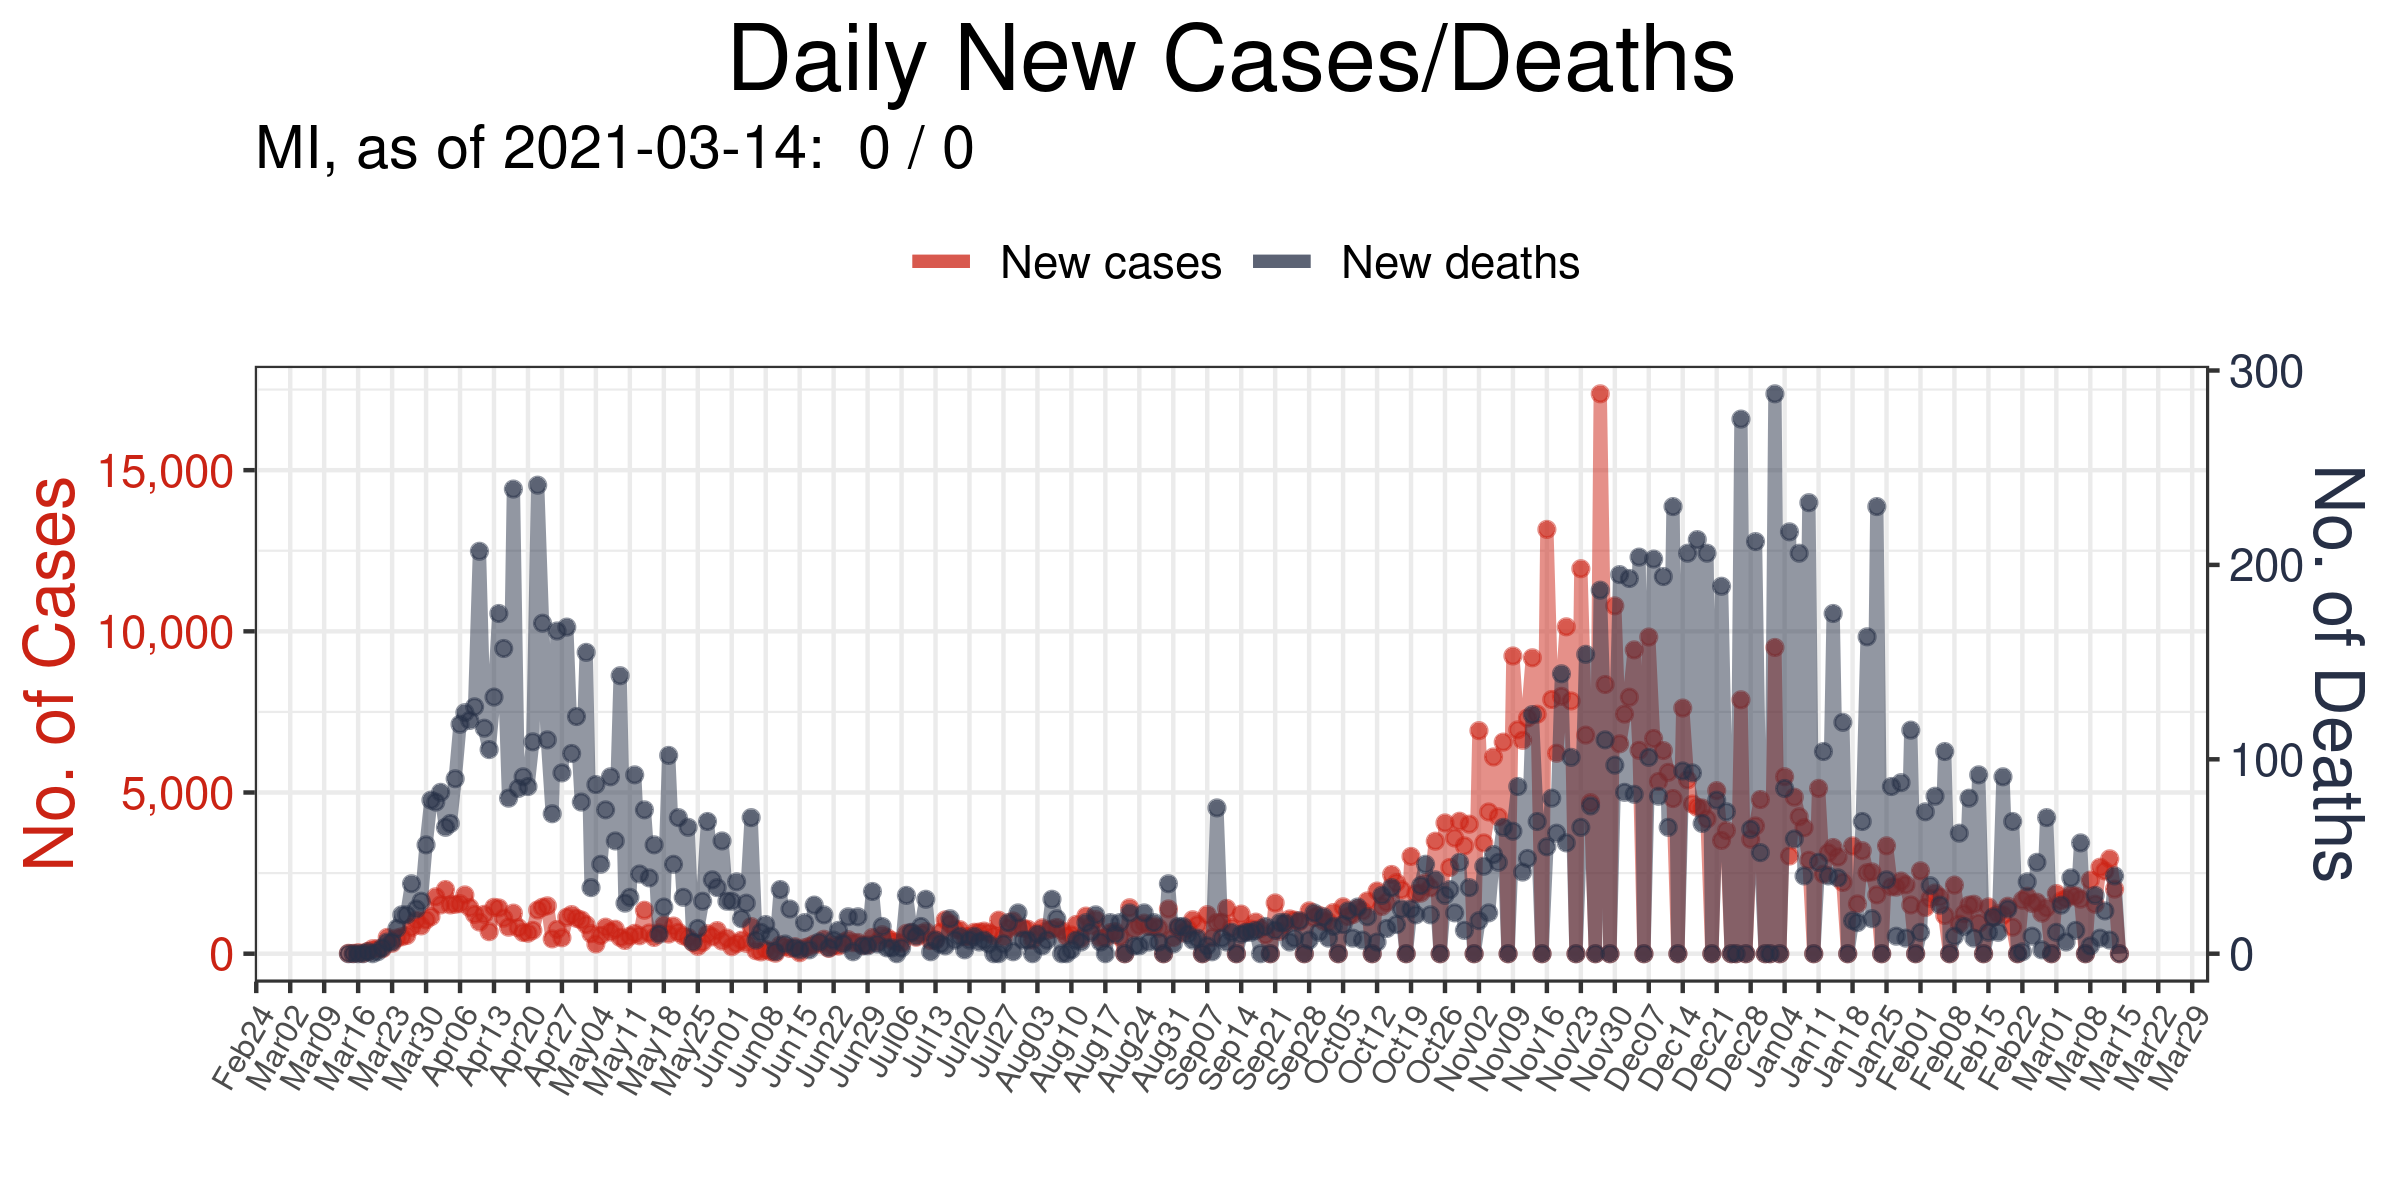 Daily New Cases/Deaths
MI, as of 2021-03-14:  0 / 0
New cases
New deaths
No. of Cases
15,000
10,000
5,000
0
300
200
100
0
No. of Deaths
Feb24
Mar02
Mar09
Mar16
Mar23
Mar30
Apr06
Apr13
Apr20
Apr27
May04
May11
May18
May25
Jun01
Jun08
Jun15
Jun22
Jun29
Jul06
Jul13
Jul20
Jul27
Aug03
Aug10
Aug17
Aug24
Aug31
Sep07
Sep14
Sep21
Sep28
Oct05
Oct12
Oct19
Oct26
Nov02
Nov09
Nov16
Nov23
Nov30
Dec07
Dec14
Dec21
Dec28
Jan04
Jan11
Jan18
Jan25
Feb01
Feb08
Feb15
Feb22
Mar01
Mar08
Mar15
Mar22
Mar29